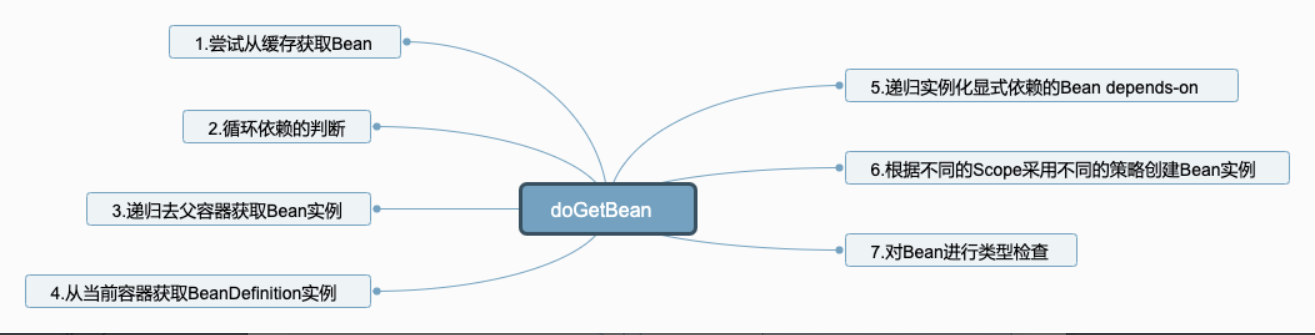 1.尝试从缓存获取Bean
2.循环依赖的判断
3.递归去父容器获取Bean实例
4.从当前容器获取BeanDefinition实例
doGetBean
5.递归实例化显式依赖的Bean depends-on
6.根据不同的Scope采用不同的策略创建Bean实例
7.对Bean进行类型检查